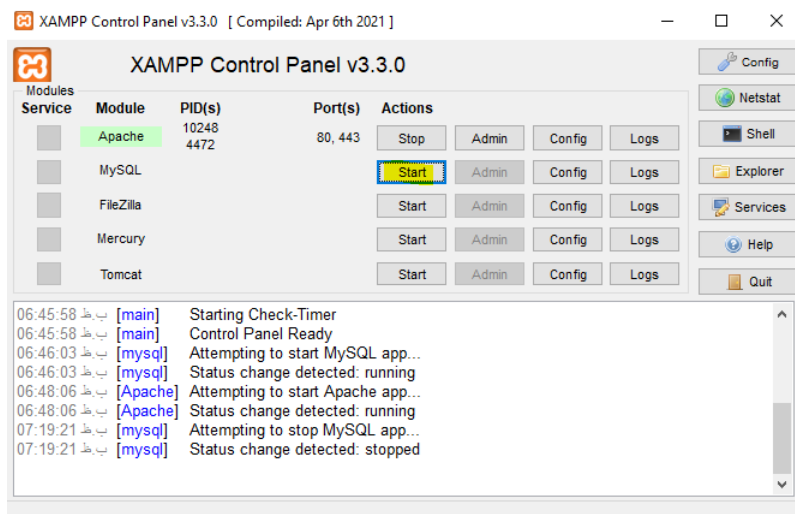 XAMPP Control Panel v3.3.0 [ Compiled: Apr 6th 2021 ]
XAMPP Control Panel v3.3.0
Modules
Service Module PID(s) Port(s) Actions
Apache 10248 4472 80, 443 Stop Admin Config Logs
MySQL Start Admin Config Logs
FileZilla Start Admin Config Logs
Mercury Start Admin Config Logs
Tomcat Start Admin Config Logs
Config
Netstat
Shell
Explorer
Services
Help
Quit
06:45:58 ب.ظ [main] Starting Check-Timer
06:45:58 ب.ظ [main] Control Panel Ready
06:46:03 ب.ظ [mysql] Attempting to start MySQL app...
06:46:03 ب.ظ [mysql] Status change detected: running
06:48:06 ب.ظ [Apache] Attempting to start Apache app...
06:48:06 ب.ظ [Apache] Status change detected: running
07:19:21 ب.ظ [mysql] Attempting to stop MySQL app...
07:19:21 ب.ظ [mysql] Status change detected: stopped